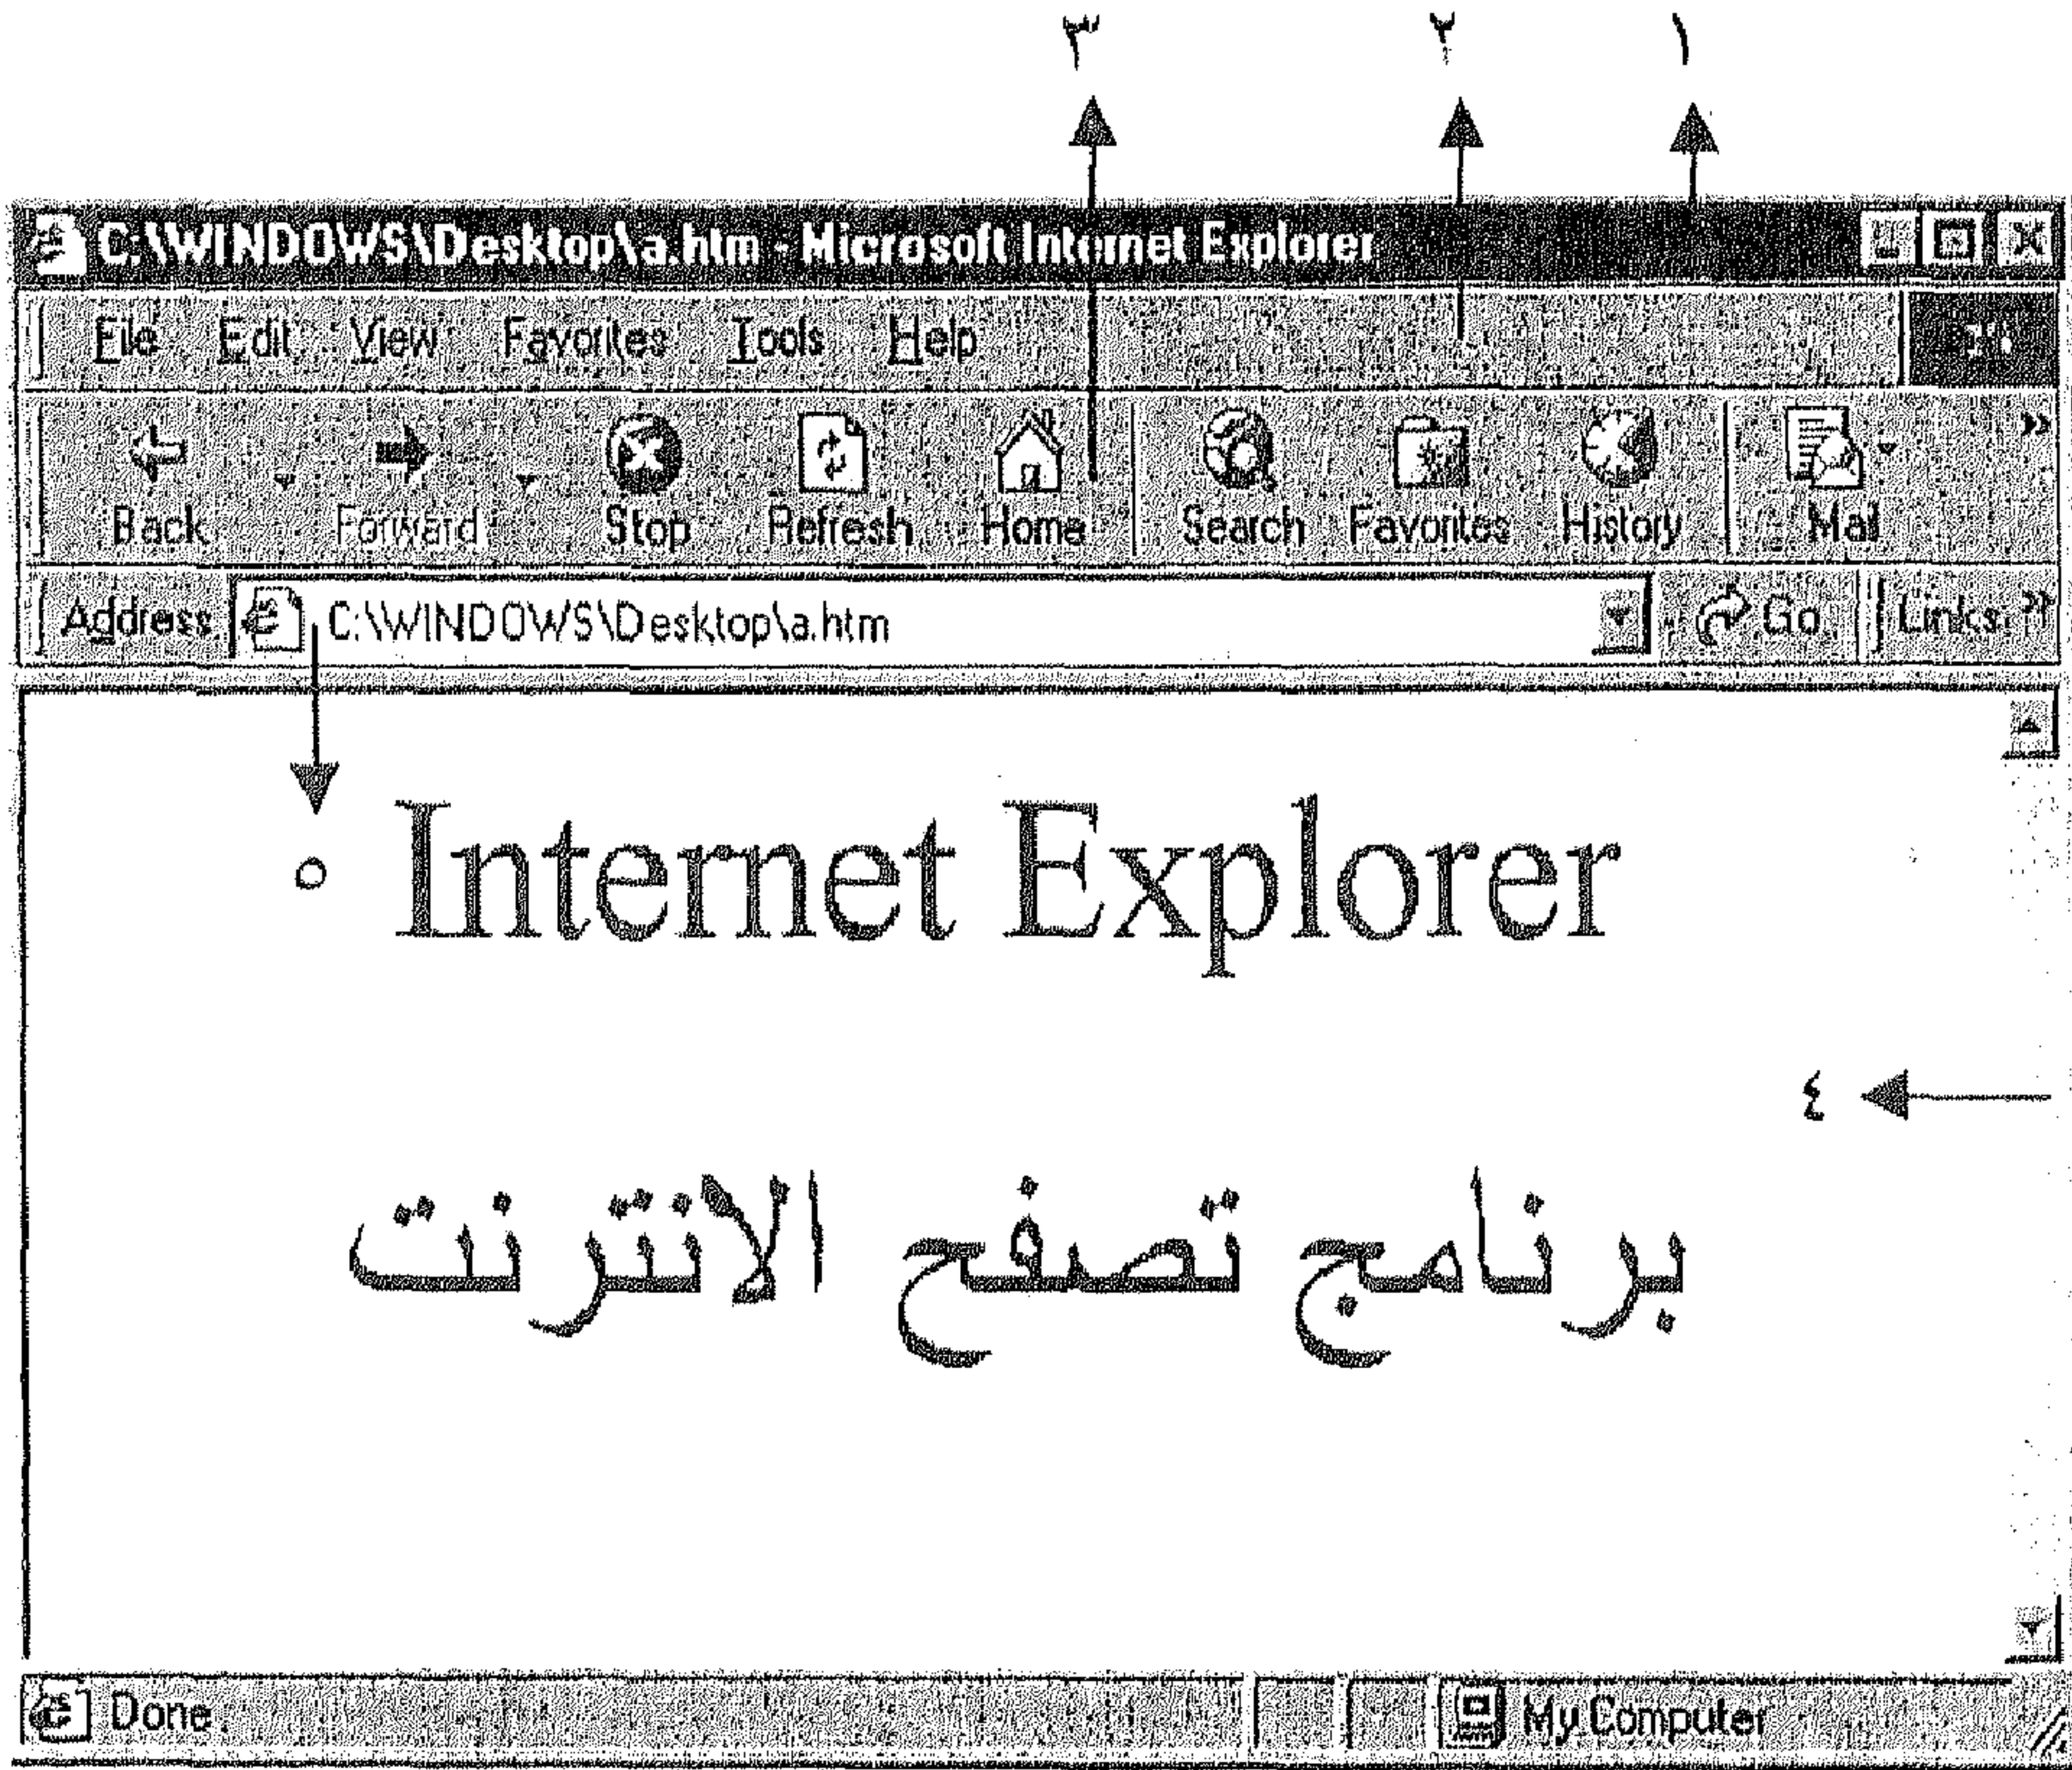 ٣ ٢ ١
C:\WINDOWS\Desktop\a.htm - Microsoft Internet Explorer
File Edit View Favorites Tools Help
Back Forward Stop Refresh Home Search Favorites History Mail »
Address C:\WINDOWS\Desktop\a.htm Go Links »
٥ Internet Explorer
٤
برنامج تصفح الانترنت
Done My Computer